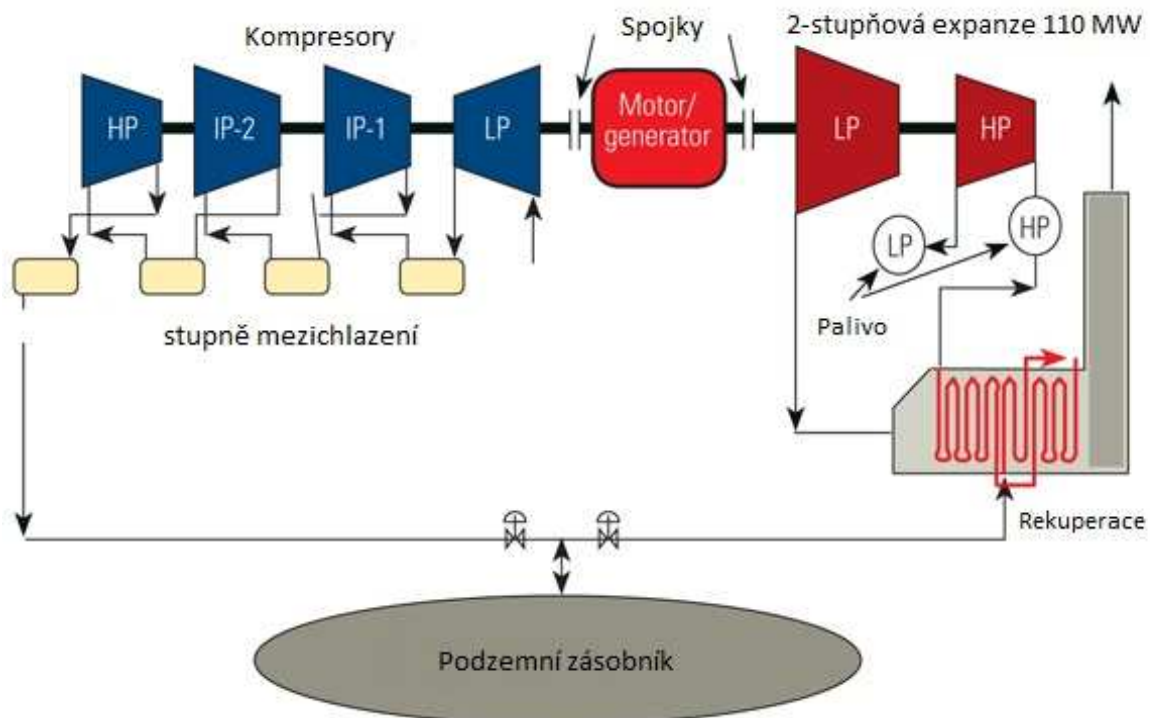 Kompresory
Spojky
2-stupňová expanze 110 MW
HP
IP-2
IP-1
LP
Motor/
generator
LP
HP
LP
HP
Palivo
stupně mezichlazení
Rekuperace
Podzemní zásobník